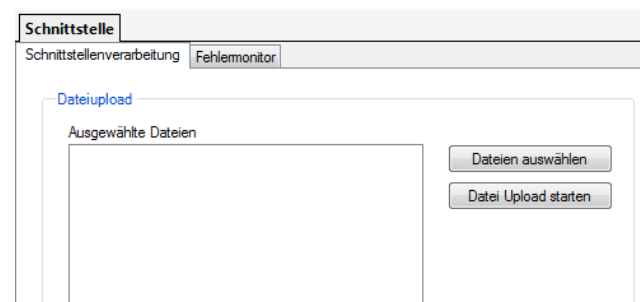 Schnittstelle
Schnittstellenverarbeitung Fehlermonitor
Dateiupload
Ausgewählte Dateien
Dateien auswählen
Datei Upload starten